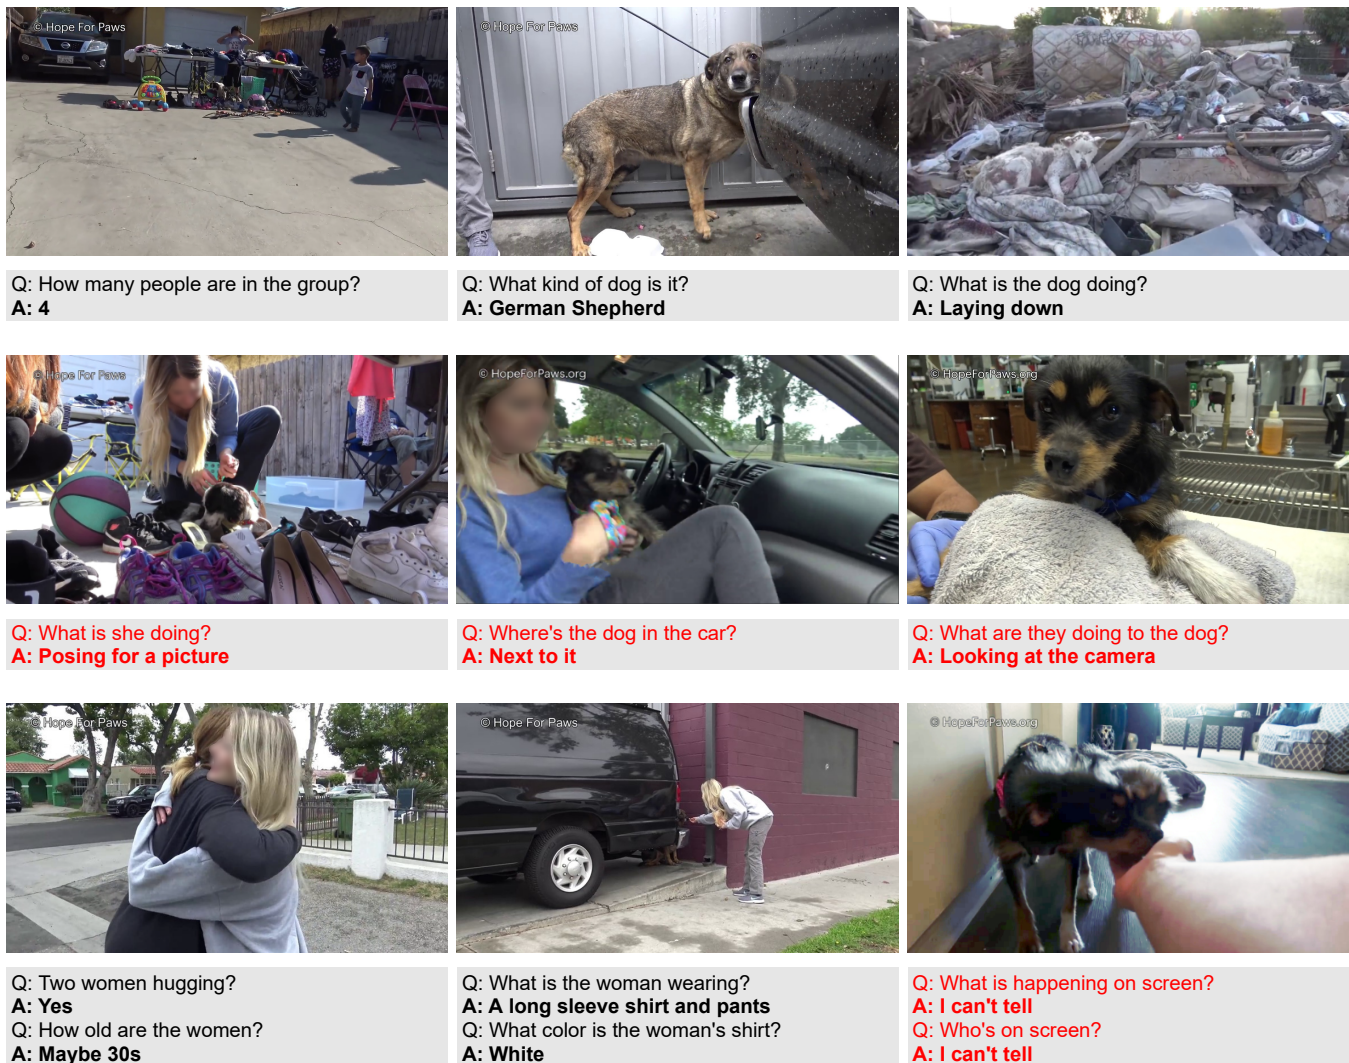 © Hope For Paws
© Hope For Paws
Q: How many people are in the group?
A: 4
Q: What kind of dog is it?
A: German Shepherd
Q: What is the dog doing?
A: Laying down
© Hope For Paws
© HopeForPaws.org
© HopeForPaws.org
Q: What is she doing?
A: Posing for a picture
Q: Where's the dog in the car?
A: Next to it
Q: What are they doing to the dog?
A: Looking at the camera
© Hope For Paws
© Hope For Paws
© HopeForPaws.org
Q: Two women hugging?
A: Yes
Q: How old are the women?
A: Maybe 30s
Q: What is the woman wearing?
A: A long sleeve shirt and pants
Q: What color is the woman's shirt?
A: White
Q: What is happening on screen?
A: I can't tell
Q: Who's on screen?
A: I can't tell